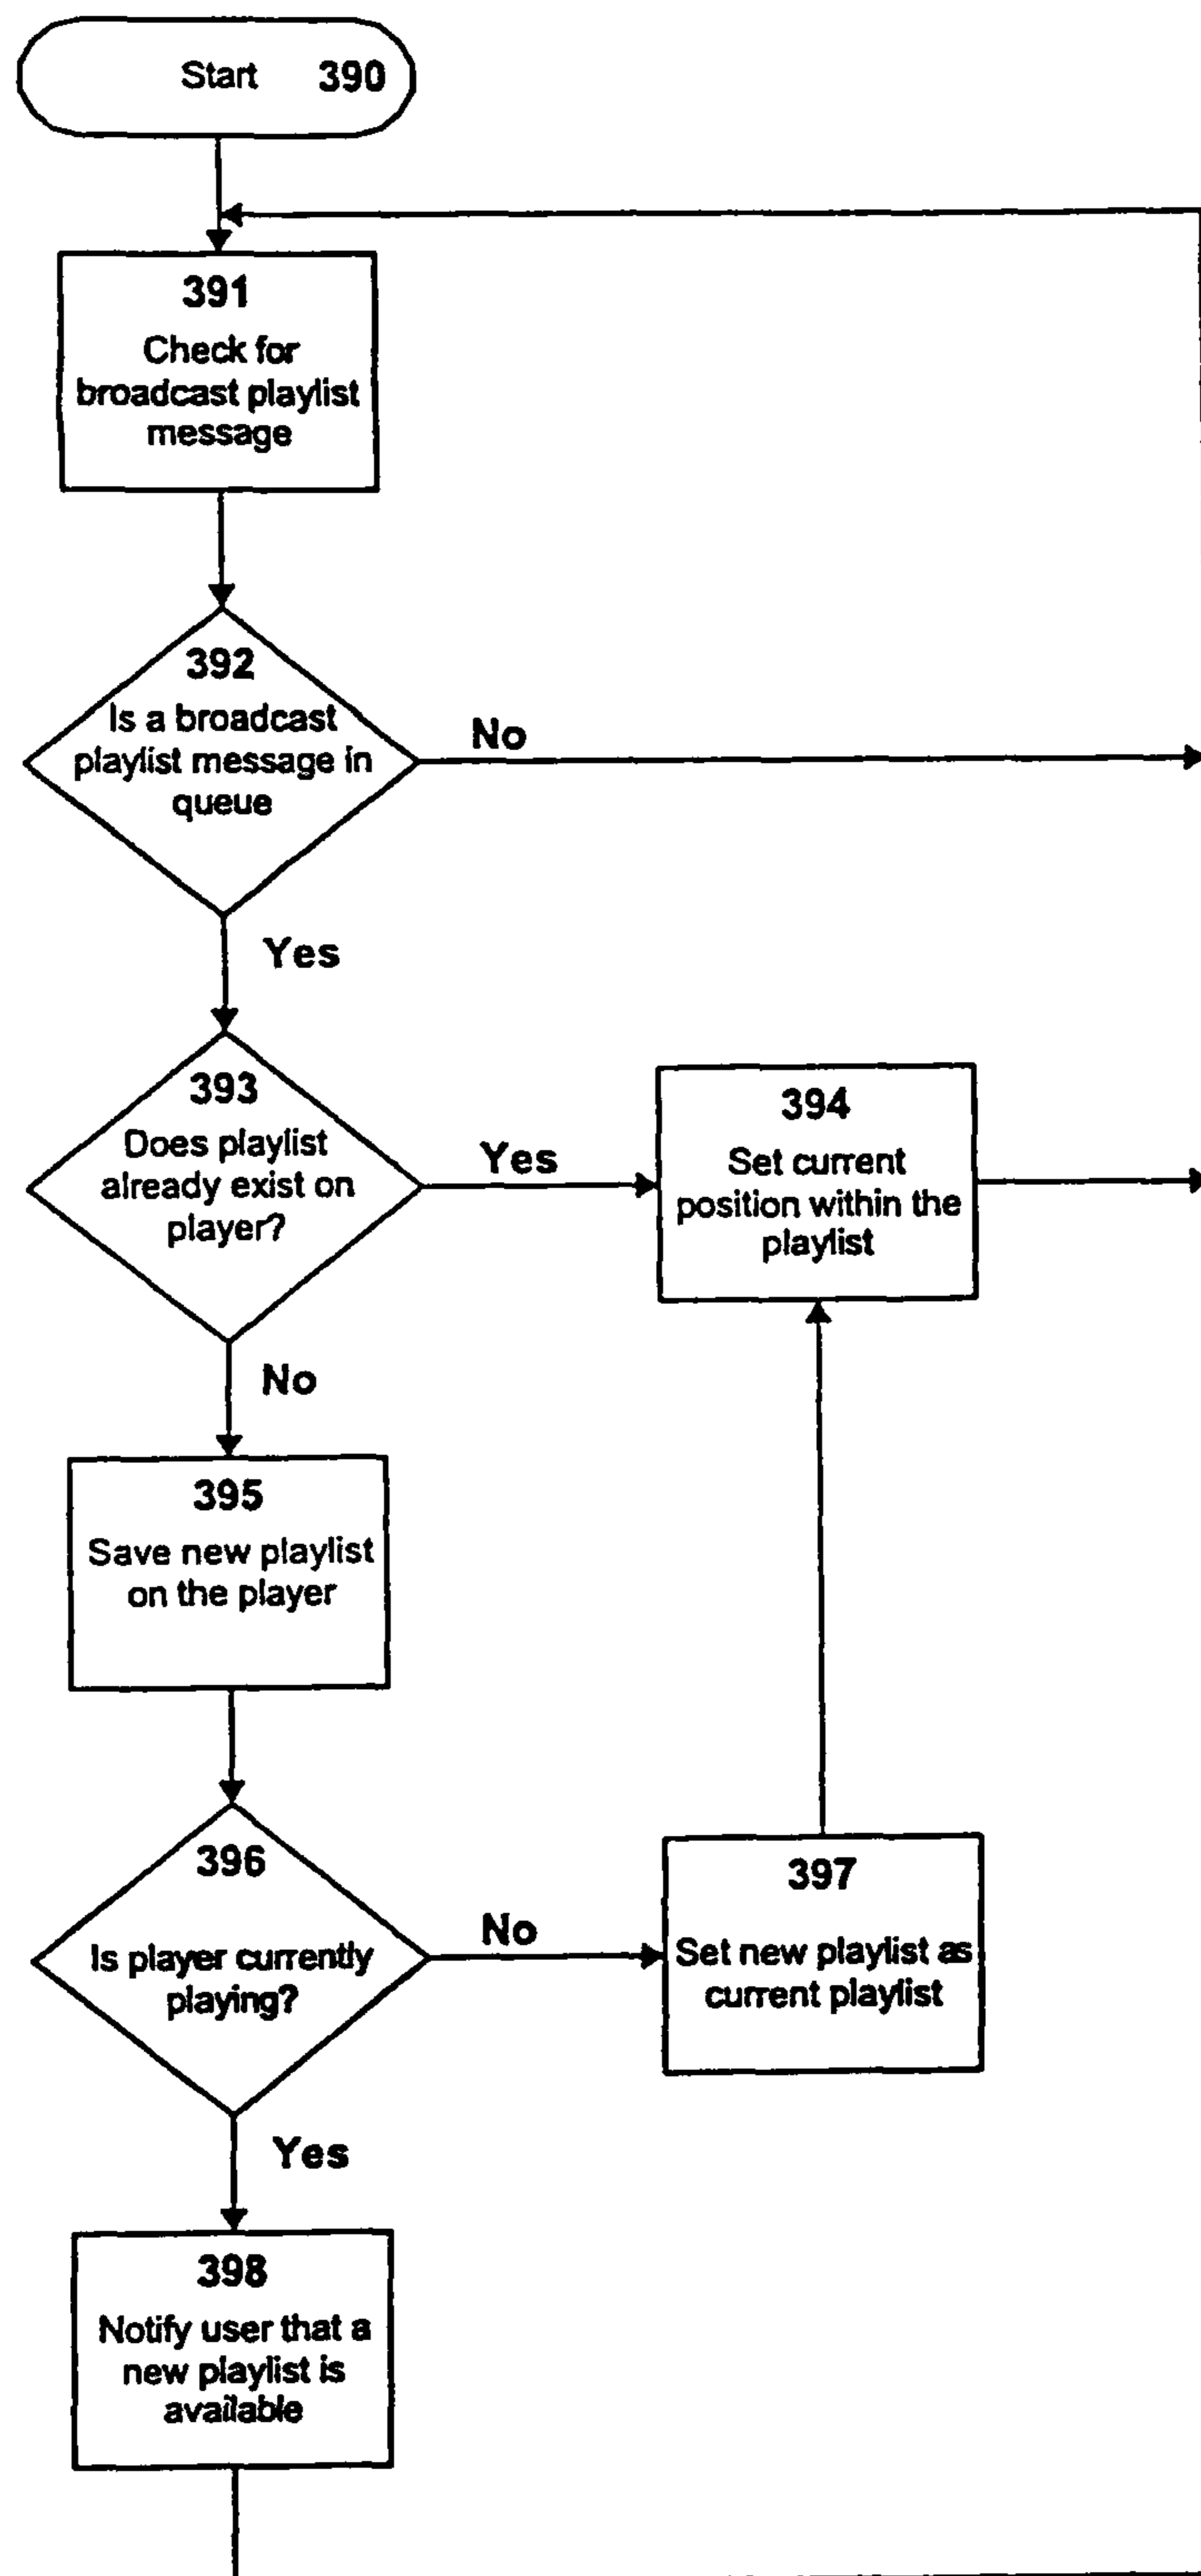 Start 390
391
Check for
broadcast playlist
message
392
Is a broadcast
playlist message in
queue
No
Yes
393
Does playlist
already exist on
player?
Yes
394
Set current
position within the
playlist
No
395
Save new playlist
on the player
396
Is player currently
playing?
No
397
Set new playlist as
current playlist
Yes
398
Notify user that a
new playlist is
available